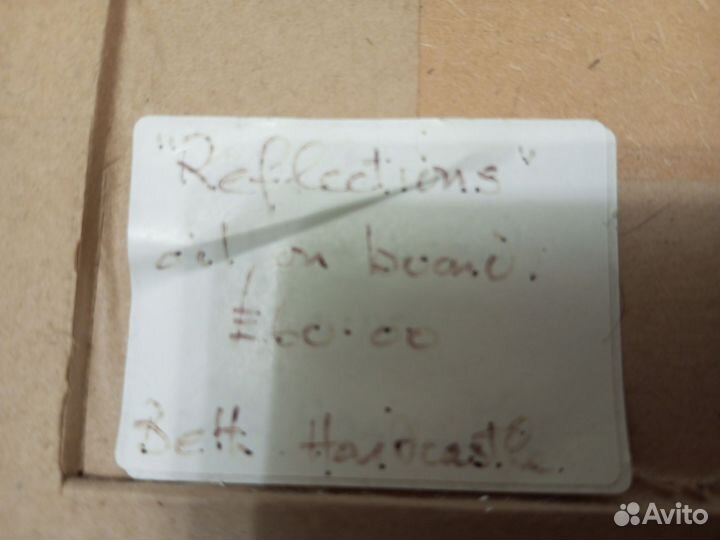 "Reflections"
oil on board.
£60.00
Beth Hardcastle
Avito